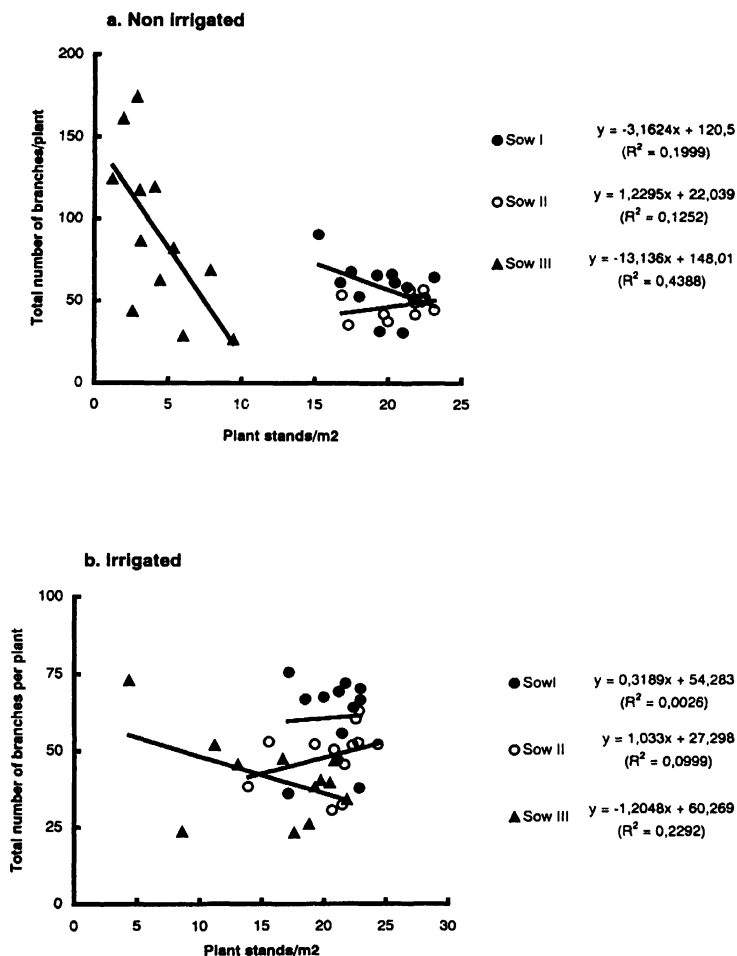 a. Non irrigated
Total number of branches/plant
200
150
100
50
0
0 5 10 15 20 25
Plant stands/m2
Sow I y = -3,1624x + 120,5
(R² = 0,1999)
Sow II y = 1,2295x + 22,039
(R² = 0,1252)
Sow III y = -13,136x + 148,01
(R² = 0,4388)
b. Irrigated
Total number of branches per plant
100
75
50
25
0
0 5 10 15 20 25 30
Plant stands/m2
SowI y = 0,3189x + 54,283
(R² = 0,0026)
Sow II y = 1,033x + 27,298
(R² = 0,0999)
Sow III y = -1,2048x + 60,269
(R² = 0,2292)